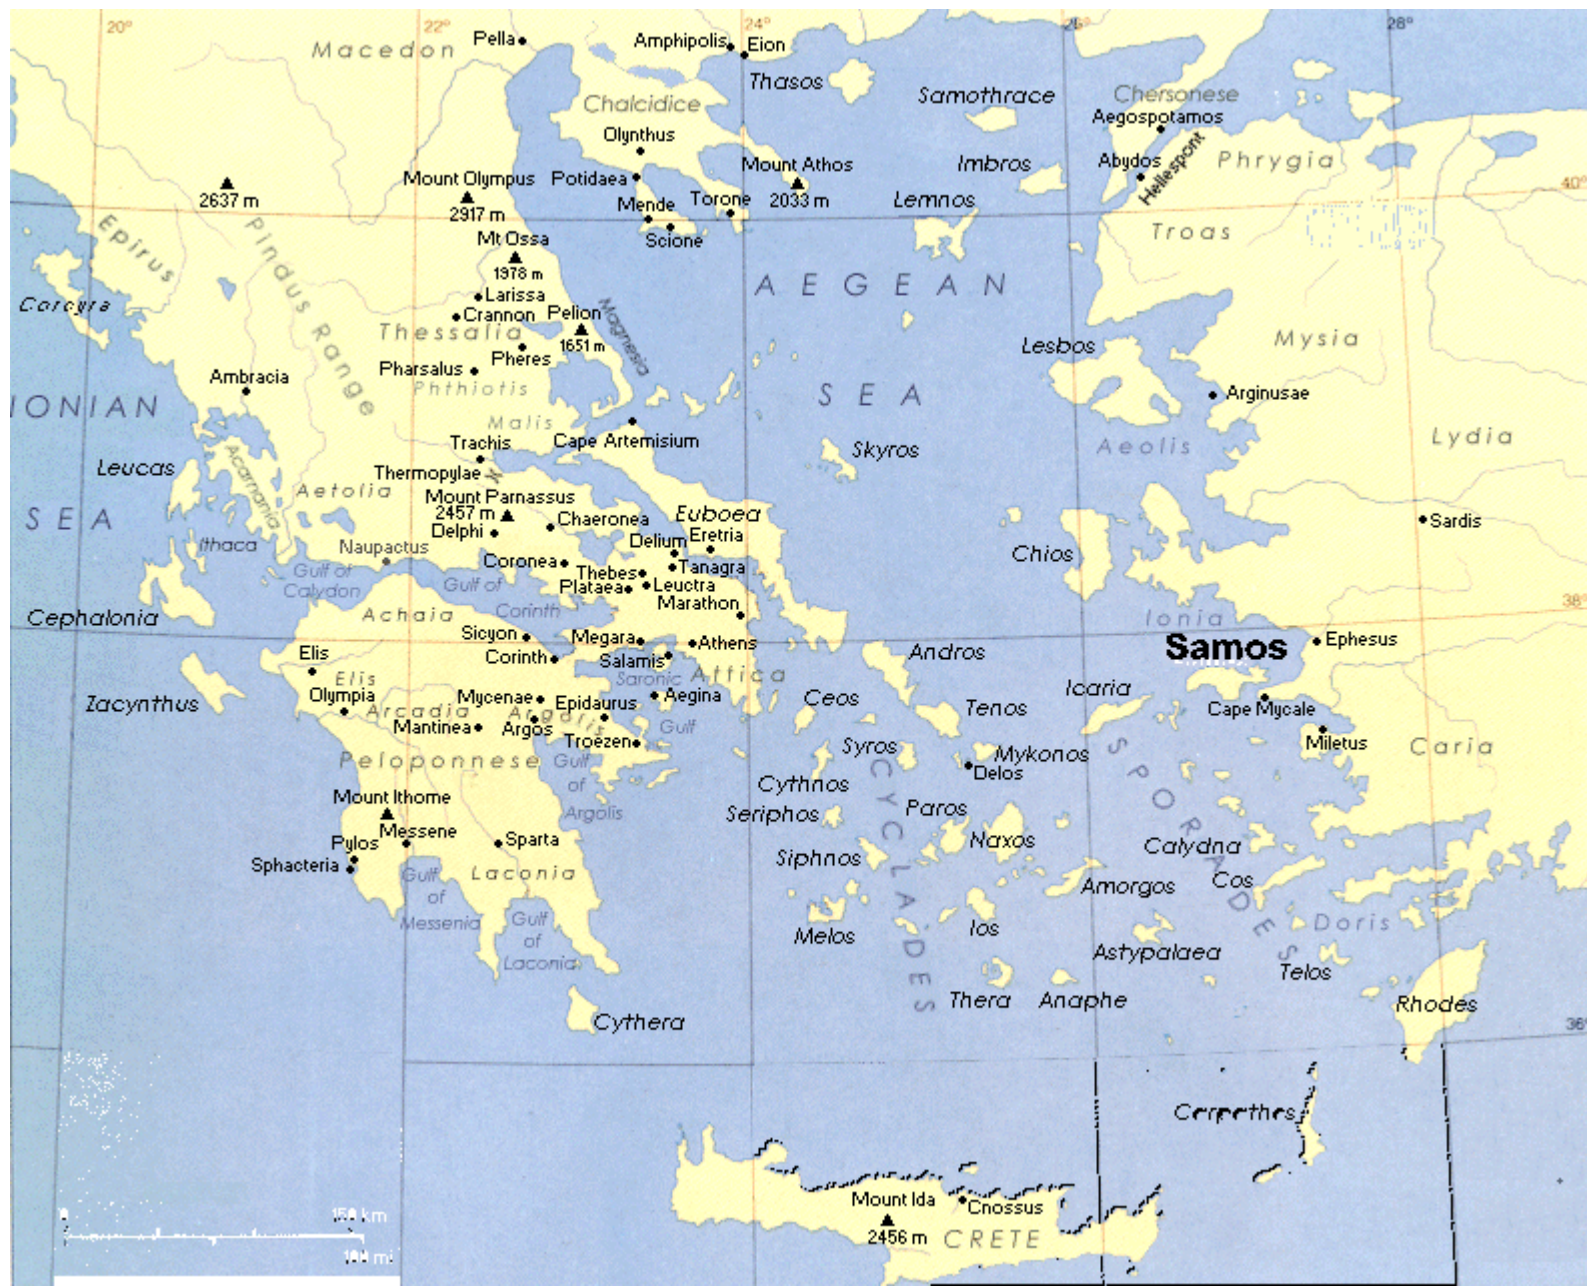 20°
22°
24°
26°
28°
Macedon
Pella
Amphipolis
Eion
Thasos
Samothrace
Chersonese
Aegospotamos
Chalcidice
Olynthus
Mount Athos
2033 m
Imbros
Abydos
Hellespont
Phrygia
40°
2637 m
Mount Olympus
2917 m
Potidaea
Mende
Torone
Scione
Lemnos
Troas
Epirus
Pindus Range
Mt Ossa
1978 m
AEGEAN
SEA
Corcyra
Larissa
Crannon
Pelion
1651 m
Magnesia
Thessalia
Pheres
Pharsalus
Phthiotis
Lesbos
Mysia
Ambracia
Arginusae
IONIAN
SEA
Malis
Cape Artemisium
Skyros
Aeolis
Lydia
Trachis
Thermopylae
Leucas
Acarnania
Aetolia
Mount Parnassus
2457 m
Delphi
Chaeronea
Euboea
Eretria
Delium
Sardis
Chios
Ithaca
Naupactus
Gulf of
Calydon
Coronea
Thebes
Tanagra
Plataea
Leuctra
Marathon
Gulf of
Corinth
Cephalonia
Achaia
Ionia
38°
Sicyon
Megara
Athens
Samos
Ephesus
Elis
Corinth
Salamis
Saronic
Gulf
Attica
Andros
Elis
Olympia
Arcadia
Mycenae
Argolis
Epidaurus
Aegina
Ceos
Tenos
Icaria
Cape Mycale
Zacynthus
Mantinea
Argos
Troezen
Miletus
Syros
Mykonos
Delos
Caria
Peloponnese
Gulf
of
Argolis
Cythnos
CYCLADES
SPORADES
Mount Ithome
Messene
Sparta
Seriphos
Paros
Naxos
Pylos
Sphacteria
Siphnos
Calydna
Laconia
Gulf
of
Messenia
Amorgos
Cos
Gulf
of
Laconia
Melos
Ios
Doris
Astypalaea
Telos
Thera
Anaphe
Rhodes
Cythera
36°
Carpathos
Mount Ida
2456 m
Cnossus
CRETE
0
150 km
100 mi